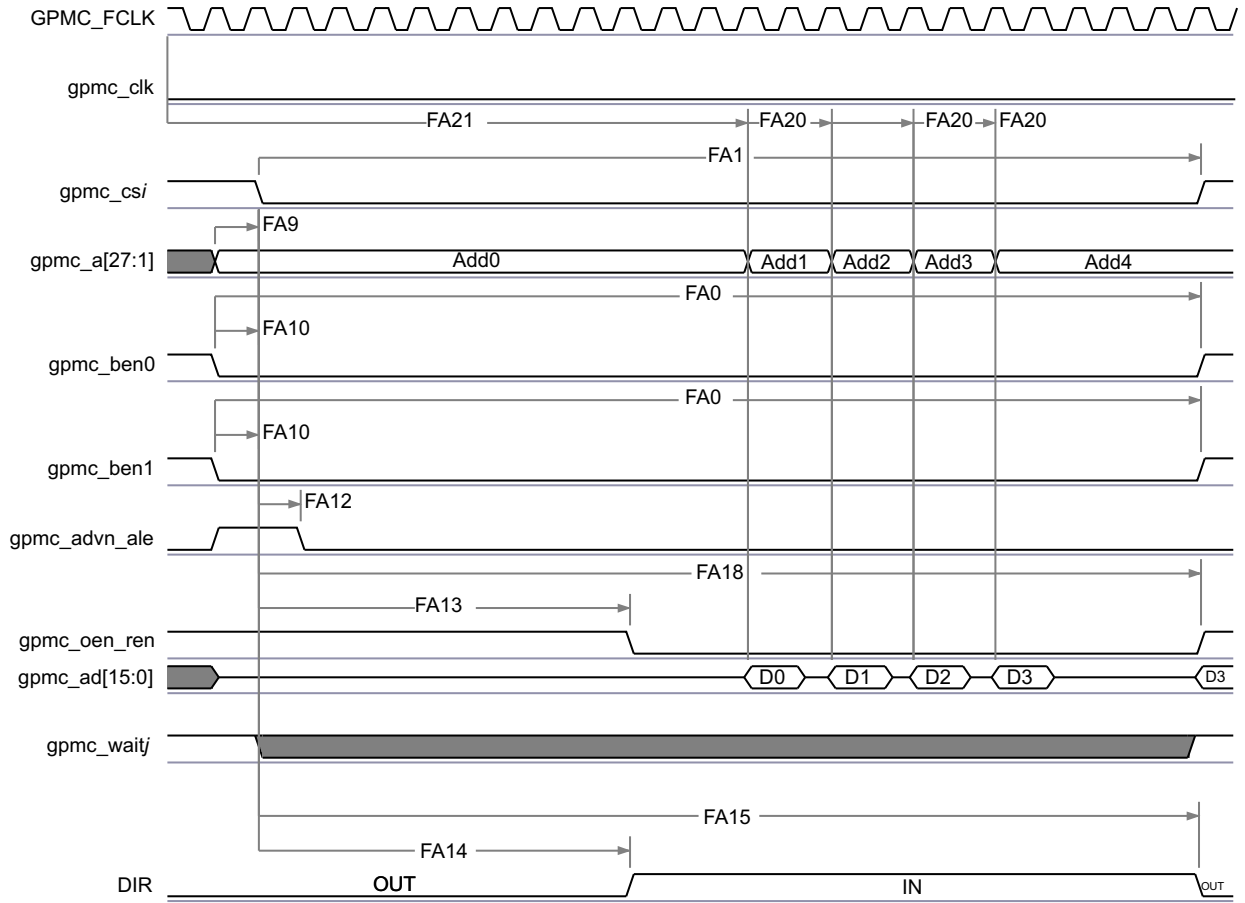 GPMC_FCLK
gpmc_clk
FA21 FA20 FA20 FA20
FA1
gpmc_csi
FA9
gpmc_a[27:1] Add0 Add1 Add2 Add3 Add4
FA0
FA10
gpmc_ben0
FA0
FA10
gpmc_ben1
FA12
gpmc_advn_ale
FA18
FA13
gpmc_oen_ren
gpmc_ad[15:0] D0 D1 D2 D3 D3
gpmc_waitj
FA15
FA14
DIR OUT IN OUT